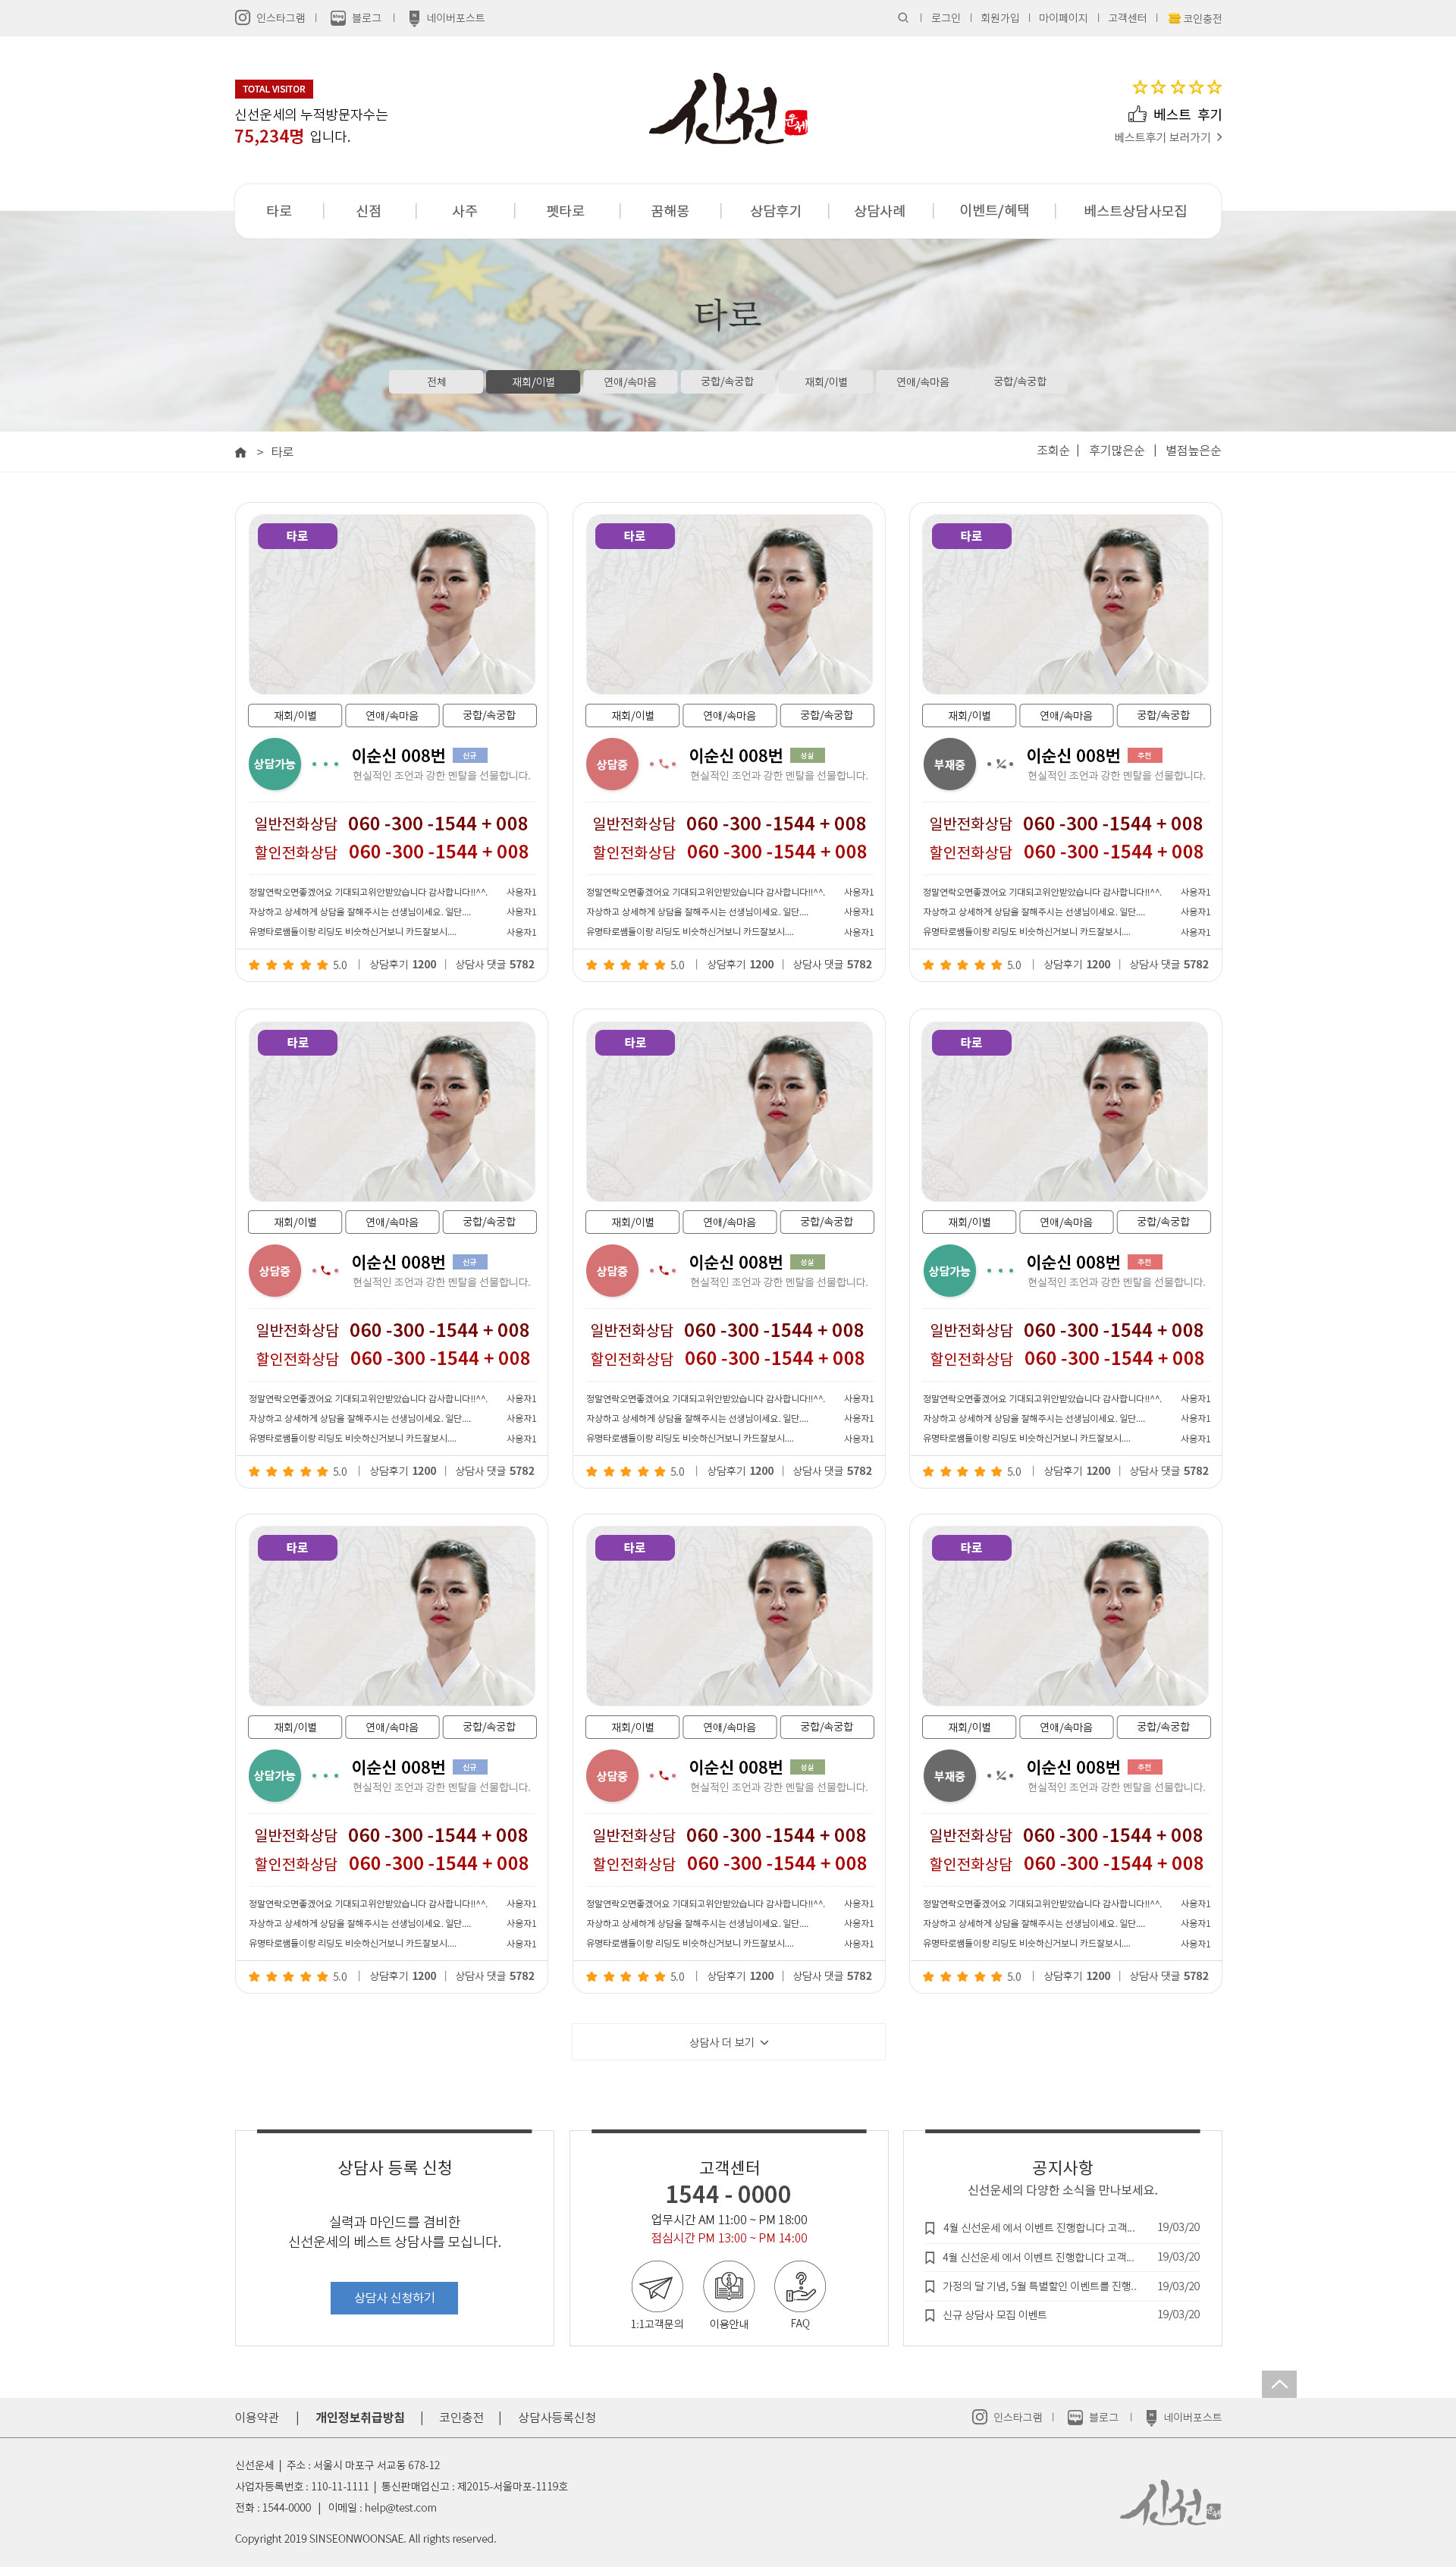 인스타그램 | 블로그 | 네이버포스트
로그인 | 회원가입 | 마이페이지 | 고객센터 | 코인충전
TOTAL VISITOR
신선운세의 누적방문자수는
75,234명 입니다.
신선 운세
베스트 후기
베스트후기 보러가기 >
타로 | 신점 | 사주 | 펫타로 | 꿈해몽 | 상담후기 | 상담사례 | 이벤트/혜택 | 베스트상담사모집
타로
전체 재회/이별 연애/속마음 궁합/속궁합 재회/이별 연애/속마음 궁합/속궁합
> 타로
조회순 | 후기많은순 | 별점높은순
타로 타로 타로
재회/이별 연애/속마음 궁합/속궁합 재회/이별 연애/속마음 궁합/속궁합 재회/이별 연애/속마음 궁합/속궁합
상담가능 이순신 008번 신규 상담중 이순신 008번 성실 부재중 이순신 008번 추천
현실적인 조언과 강한 멘탈을 선물합니다. 현실적인 조언과 강한 멘탈을 선물합니다. 현실적인 조언과 강한 멘탈을 선물합니다.
일반전화상담 060 -300 -1544 + 008 일반전화상담 060 -300 -1544 + 008 일반전화상담 060 -300 -1544 + 008
할인전화상담 060 -300 -1544 + 008 할인전화상담 060 -300 -1544 + 008 할인전화상담 060 -300 -1544 + 008
정말연락오면좋겠어요 기대되고위안받았습니다 감사합니다!!^^. 사용자1 정말연락오면좋겠어요 기대되고위안받았습니다 감사합니다!!^^. 사용자1 정말연락오면좋겠어요 기대되고위안받았습니다 감사합니다!!^^. 사용자1
자상하고 상세하게 상담을 잘해주시는 선생님이세요. 일단.... 사용자1 자상하고 상세하게 상담을 잘해주시는 선생님이세요. 일단.... 사용자1 자상하고 상세하게 상담을 잘해주시는 선생님이세요. 일단.... 사용자1
유명타로쌤들이랑 리딩도 비슷하신거보니 카드잘보시.... 사용자1 유명타로쌤들이랑 리딩도 비슷하신거보니 카드잘보시.... 사용자1 유명타로쌤들이랑 리딩도 비슷하신거보니 카드잘보시.... 사용자1
5.0 | 상담후기 1200 | 상담사 댓글 5782 5.0 | 상담후기 1200 | 상담사 댓글 5782 5.0 | 상담후기 1200 | 상담사 댓글 5782
타로 타로 타로
재회/이별 연애/속마음 궁합/속궁합 재회/이별 연애/속마음 궁합/속궁합 재회/이별 연애/속마음 궁합/속궁합
상담중 이순신 008번 신규 상담중 이순신 008번 성실 상담가능 이순신 008번 추천
현실적인 조언과 강한 멘탈을 선물합니다. 현실적인 조언과 강한 멘탈을 선물합니다. 현실적인 조언과 강한 멘탈을 선물합니다.
일반전화상담 060 -300 -1544 + 008 일반전화상담 060 -300 -1544 + 008 일반전화상담 060 -300 -1544 + 008
할인전화상담 060 -300 -1544 + 008 할인전화상담 060 -300 -1544 + 008 할인전화상담 060 -300 -1544 + 008
정말연락오면좋겠어요 기대되고위안받았습니다 감사합니다!!^^. 사용자1 정말연락오면좋겠어요 기대되고위안받았습니다 감사합니다!!^^. 사용자1 정말연락오면좋겠어요 기대되고위안받았습니다 감사합니다!!^^. 사용자1
자상하고 상세하게 상담을 잘해주시는 선생님이세요. 일단.... 사용자1 자상하고 상세하게 상담을 잘해주시는 선생님이세요. 일단.... 사용자1 자상하고 상세하게 상담을 잘해주시는 선생님이세요. 일단.... 사용자1
유명타로쌤들이랑 리딩도 비슷하신거보니 카드잘보시.... 사용자1 유명타로쌤들이랑 리딩도 비슷하신거보니 카드잘보시.... 사용자1 유명타로쌤들이랑 리딩도 비슷하신거보니 카드잘보시.... 사용자1
5.0 | 상담후기 1200 | 상담사 댓글 5782 5.0 | 상담후기 1200 | 상담사 댓글 5782 5.0 | 상담후기 1200 | 상담사 댓글 5782
타로 타로 타로
재회/이별 연애/속마음 궁합/속궁합 재회/이별 연애/속마음 궁합/속궁합 재회/이별 연애/속마음 궁합/속궁합
상담가능 이순신 008번 신규 상담중 이순신 008번 성실 부재중 이순신 008번 추천
현실적인 조언과 강한 멘탈을 선물합니다. 현실적인 조언과 강한 멘탈을 선물합니다. 현실적인 조언과 강한 멘탈을 선물합니다.
일반전화상담 060 -300 -1544 + 008 일반전화상담 060 -300 -1544 + 008 일반전화상담 060 -300 -1544 + 008
할인전화상담 060 -300 -1544 + 008 할인전화상담 060 -300 -1544 + 008 할인전화상담 060 -300 -1544 + 008
정말연락오면좋겠어요 기대되고위안받았습니다 감사합니다!!^^. 사용자1 정말연락오면좋겠어요 기대되고위안받았습니다 감사합니다!!^^. 사용자1 정말연락오면좋겠어요 기대되고위안받았습니다 감사합니다!!^^. 사용자1
자상하고 상세하게 상담을 잘해주시는 선생님이세요. 일단.... 사용자1 자상하고 상세하게 상담을 잘해주시는 선생님이세요. 일단.... 사용자1 자상하고 상세하게 상담을 잘해주시는 선생님이세요. 일단.... 사용자1
유명타로쌤들이랑 리딩도 비슷하신거보니 카드잘보시.... 사용자1 유명타로쌤들이랑 리딩도 비슷하신거보니 카드잘보시.... 사용자1 유명타로쌤들이랑 리딩도 비슷하신거보니 카드잘보시.... 사용자1
5.0 | 상담후기 1200 | 상담사 댓글 5782 5.0 | 상담후기 1200 | 상담사 댓글 5782 5.0 | 상담후기 1200 | 상담사 댓글 5782
상담사 더 보기
상담사 등록 신청
실력과 마인드를 겸비한
신선운세의 베스트 상담사를 모십니다.
상담사 신청하기
고객센터
1544 - 0000
업무시간 AM 11:00 ~ PM 18:00
점심시간 PM 13:00 ~ PM 14:00
1:1고객문의 이용안내 FAQ
공지사항
신선운세의 다양한 소식을 만나보세요.
4월 신선운세 에서 이벤트 진행합니다 고객... 19/03/20
4월 신선운세 에서 이벤트 진행합니다 고객... 19/03/20
가정의 달 기념, 5월 특별할인 이벤트를 진행.. 19/03/20
신규 상담사 모집 이벤트 19/03/20
이용약관 | 개인정보취급방침 | 코인충전 | 상담사등록신청
인스타그램 | 블로그 | 네이버포스트
신선운세 | 주소 : 서울시 마포구 서교동 678-12
사업자등록번호 : 110-11-1111 | 통신판매업신고 : 제2015-서울마포-1119호
전화 : 1544-0000 | 이메일 : help@test.com
Copyright 2019 SINSEONWOONSAE. All rights reserved.
신선 운세